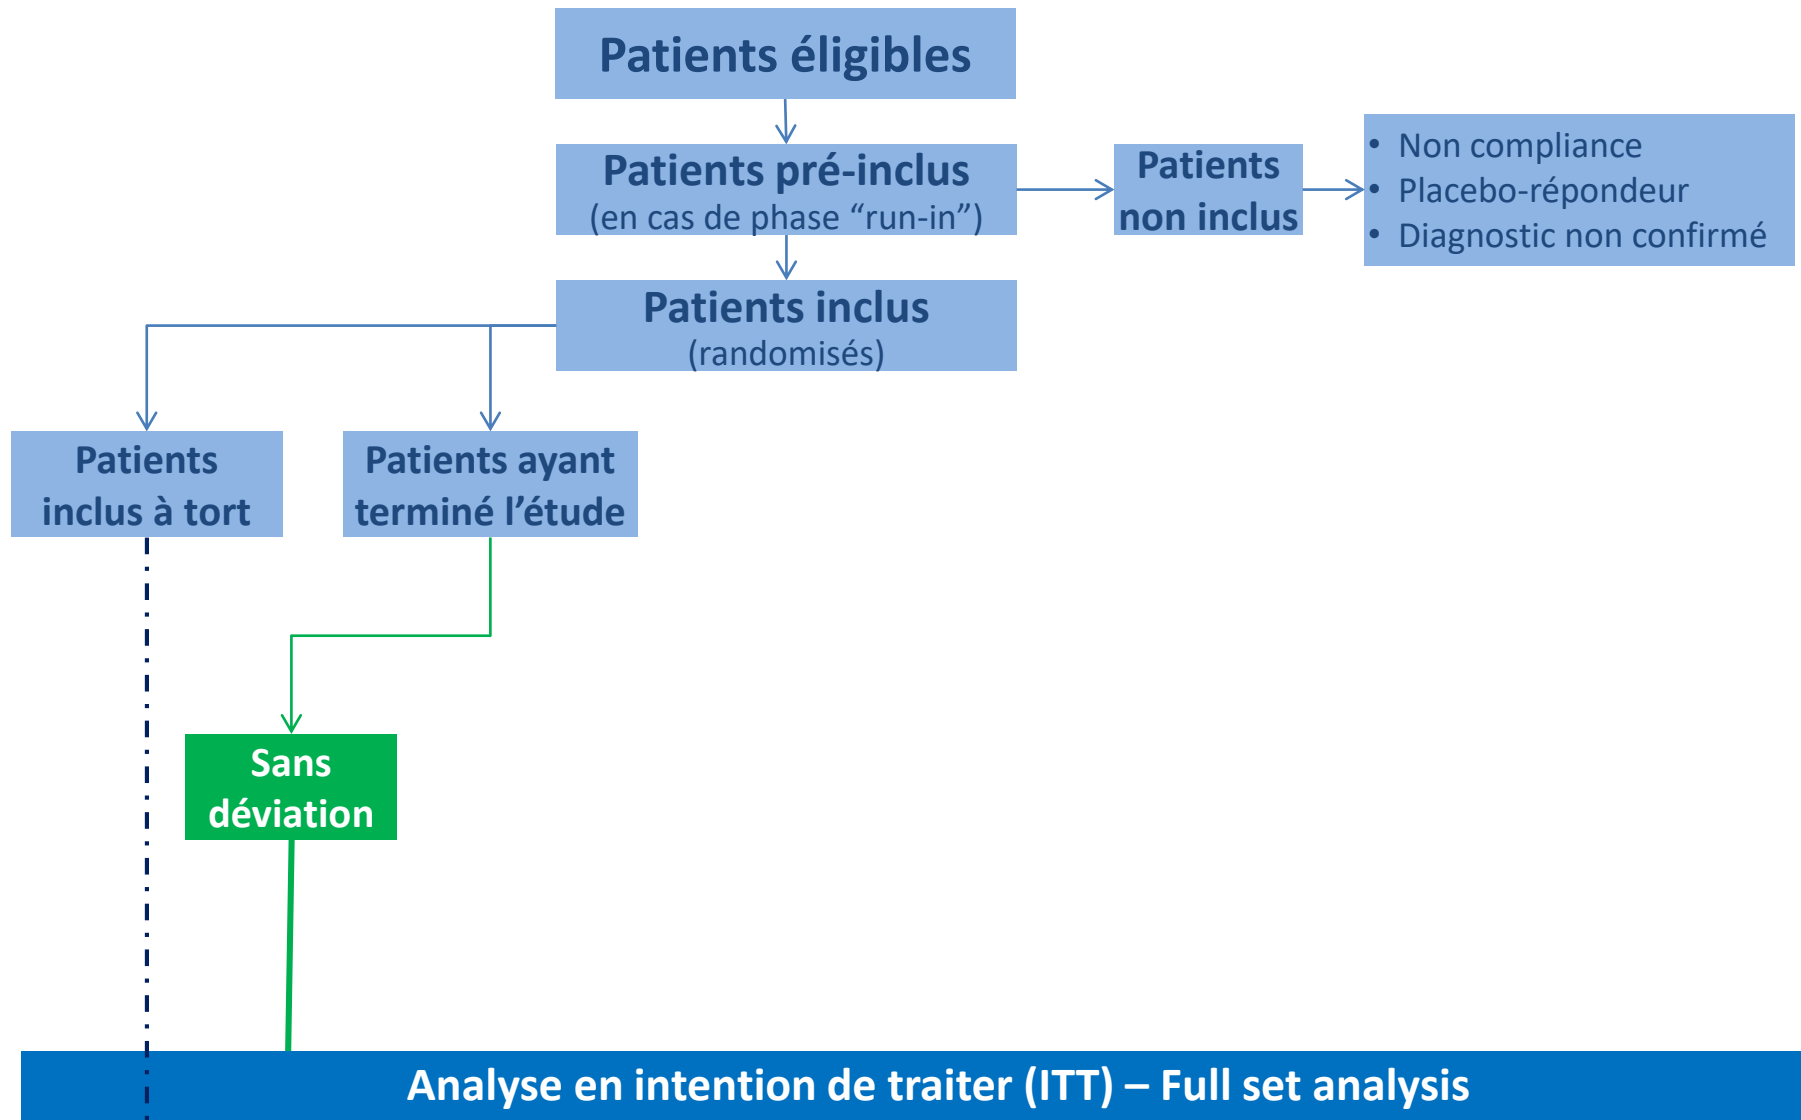 Patients éligibles
Patients pré-inclus
(en cas de phase “run-in”)
Patients
non inclus
• Non compliance
• Placebo-répondeur
• Diagnostic non confirmé
Patients inclus
(randomisés)
Patients
inclus à tort
Patients ayant
terminé l’étude
Sans
déviation
Analyse en intention de traiter (ITT) – Full set analysis